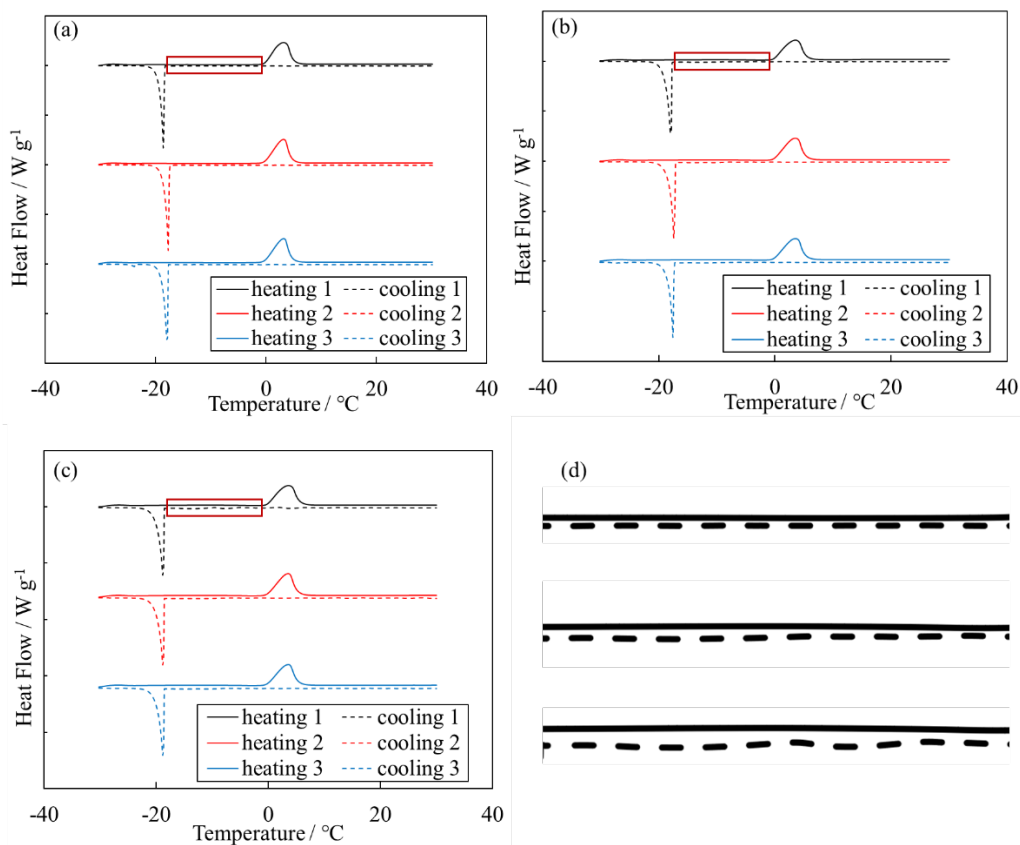 (a)
Heat Flow / W g⁻¹
heating 1 cooling 1
heating 2 cooling 2
heating 3 cooling 3
-40 -20 0 20 40
Temperature / °C
(b)
Heat Flow / W g⁻¹
heating 1 cooling 1
heating 2 cooling 2
heating 3 cooling 3
-40 -20 0 20 40
Temperature / °C
(c)
Heat Flow / W g⁻¹
heating 1 cooling 1
heating 2 cooling 2
heating 3 cooling 3
-40 -20 0 20 40
Temperature / °C
(d)